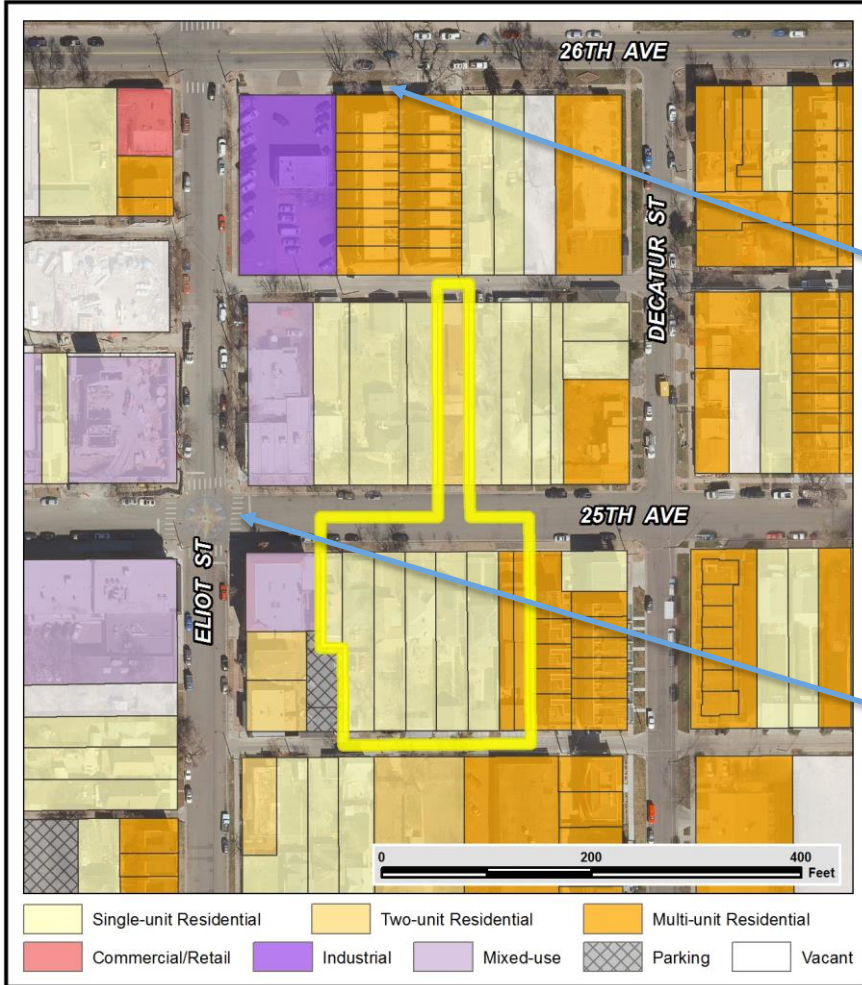 26TH AVE
DECATUR ST
25TH AVE
ELIOT ST
0 200 400
Feet
Single-unit Residential Two-unit Residential Multi-unit Residential
Commercial/Retail Industrial Mixed-use Parking Vacant